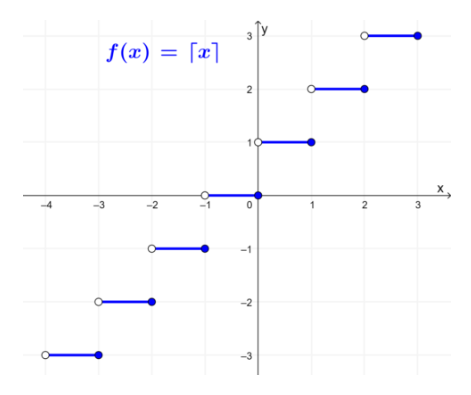 y
3
f(x) = ⌈x⌉
2
1
x
–4 –3 –2 –1 0 1 2 3
–1
–2
–3